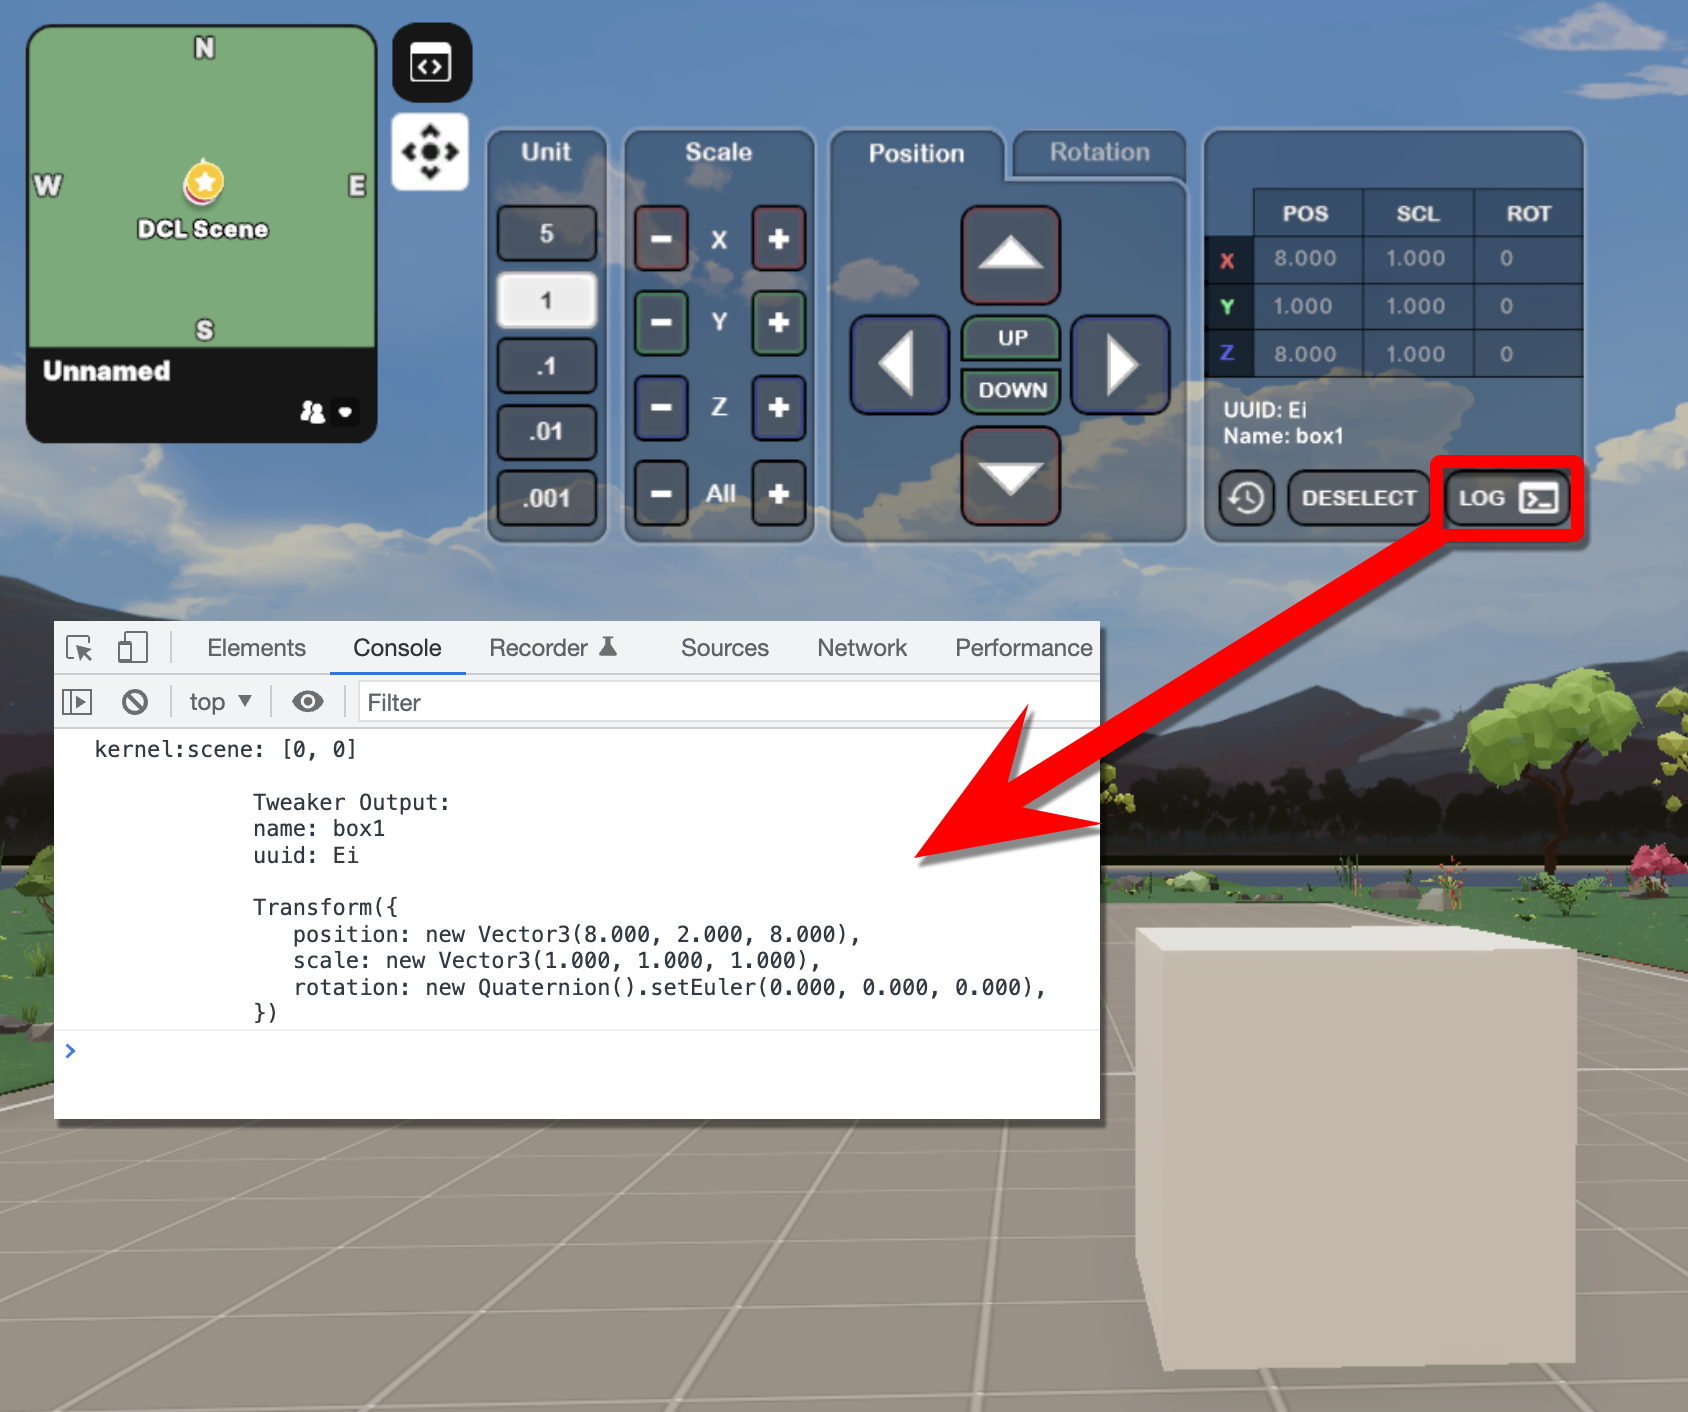 N
W
E
DCL Scene
S
Unnamed
Unit
5
1
.1
.01
.001
Scale
X
Y
Z
All
Position
Rotation
UP
DOWN
POS SCL ROT
X 8.000 1.000 0
Y 1.000 1.000 0
Z 8.000 1.000 0
UUID: Ei
Name: box1
DESELECT
LOG
Elements Console Recorder Sources Network Performance
top Filter
kernel:scene: [0, 0]
Tweaker Output:
name: box1
uuid: Ei
Transform({
position: new Vector3(8.000, 2.000, 8.000),
scale: new Vector3(1.000, 1.000, 1.000),
rotation: new Quaternion().setEuler(0.000, 0.000, 0.000),
})